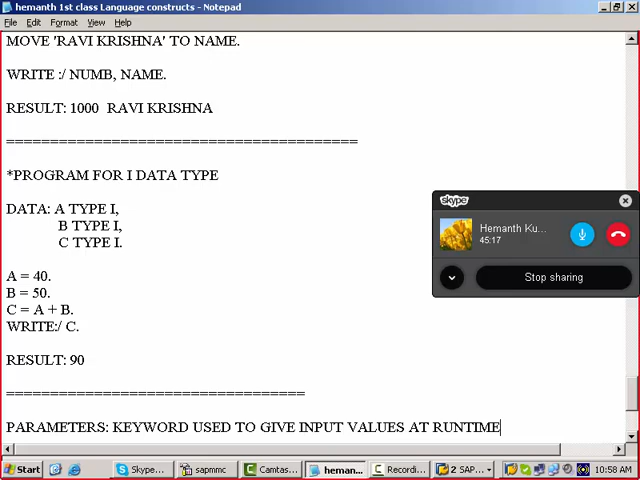 hemanth 1st class Language constructs - Notepad
File Edit Format View Help
MOVE 'RAVI KRISHNA' TO NAME.
WRITE :/ NUMB, NAME.
RESULT: 1000 RAVI KRISHNA
========================================
*PROGRAM FOR I DATA TYPE
DATA: A TYPE I,
B TYPE I,
C TYPE I.
A = 40.
B = 50.
C = A + B.
WRITE:/ C.
RESULT: 90
==================================
PARAMETERS: KEYWORD USED TO GIVE INPUT VALUES AT RUNTIME
skype
Hemanth Ku...
45:17
Stop sharing
Start
Skype...
sapmmc
Camtas...
heman...
Recordi...
2 SAP...
10:58 AM